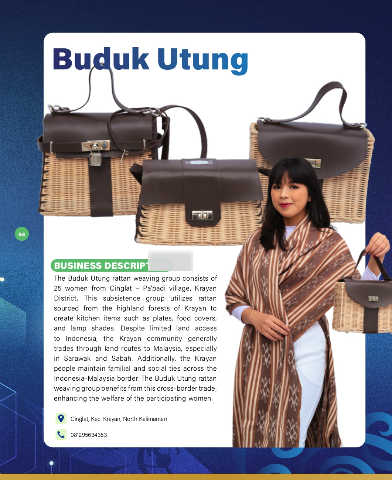 Buduk Utung
BUSINESS DESCRIPT
The Buduk Utung rattan weaving group consists of
25 women from Cinglat – Pa'padi village, Krayan
District. This subsistence group utilizes rattan
sourced from the highland forests of Krayan to
create kitchen items such as plates, food covers,
and lamp shades. Despite limited land access
to Indonesia, the Krayan community generally
trades through land routes to Malaysia, especially
in Sarawak and Sabah. Additionally, the Krayan
people maintain familial and social ties across the
Indonesia-Malaysia border. The Buduk Utung rattan
weaving group benefits from this cross-border trade,
enhancing the welfare of the participating women.
Cinglat, Kec. Krayan, North Kalimantan